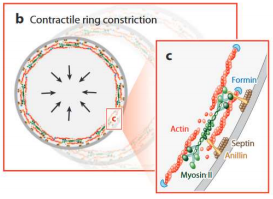 b Contractile ring constriction
c
c
Formin
Actin
Septin
Anillin
Myosin II